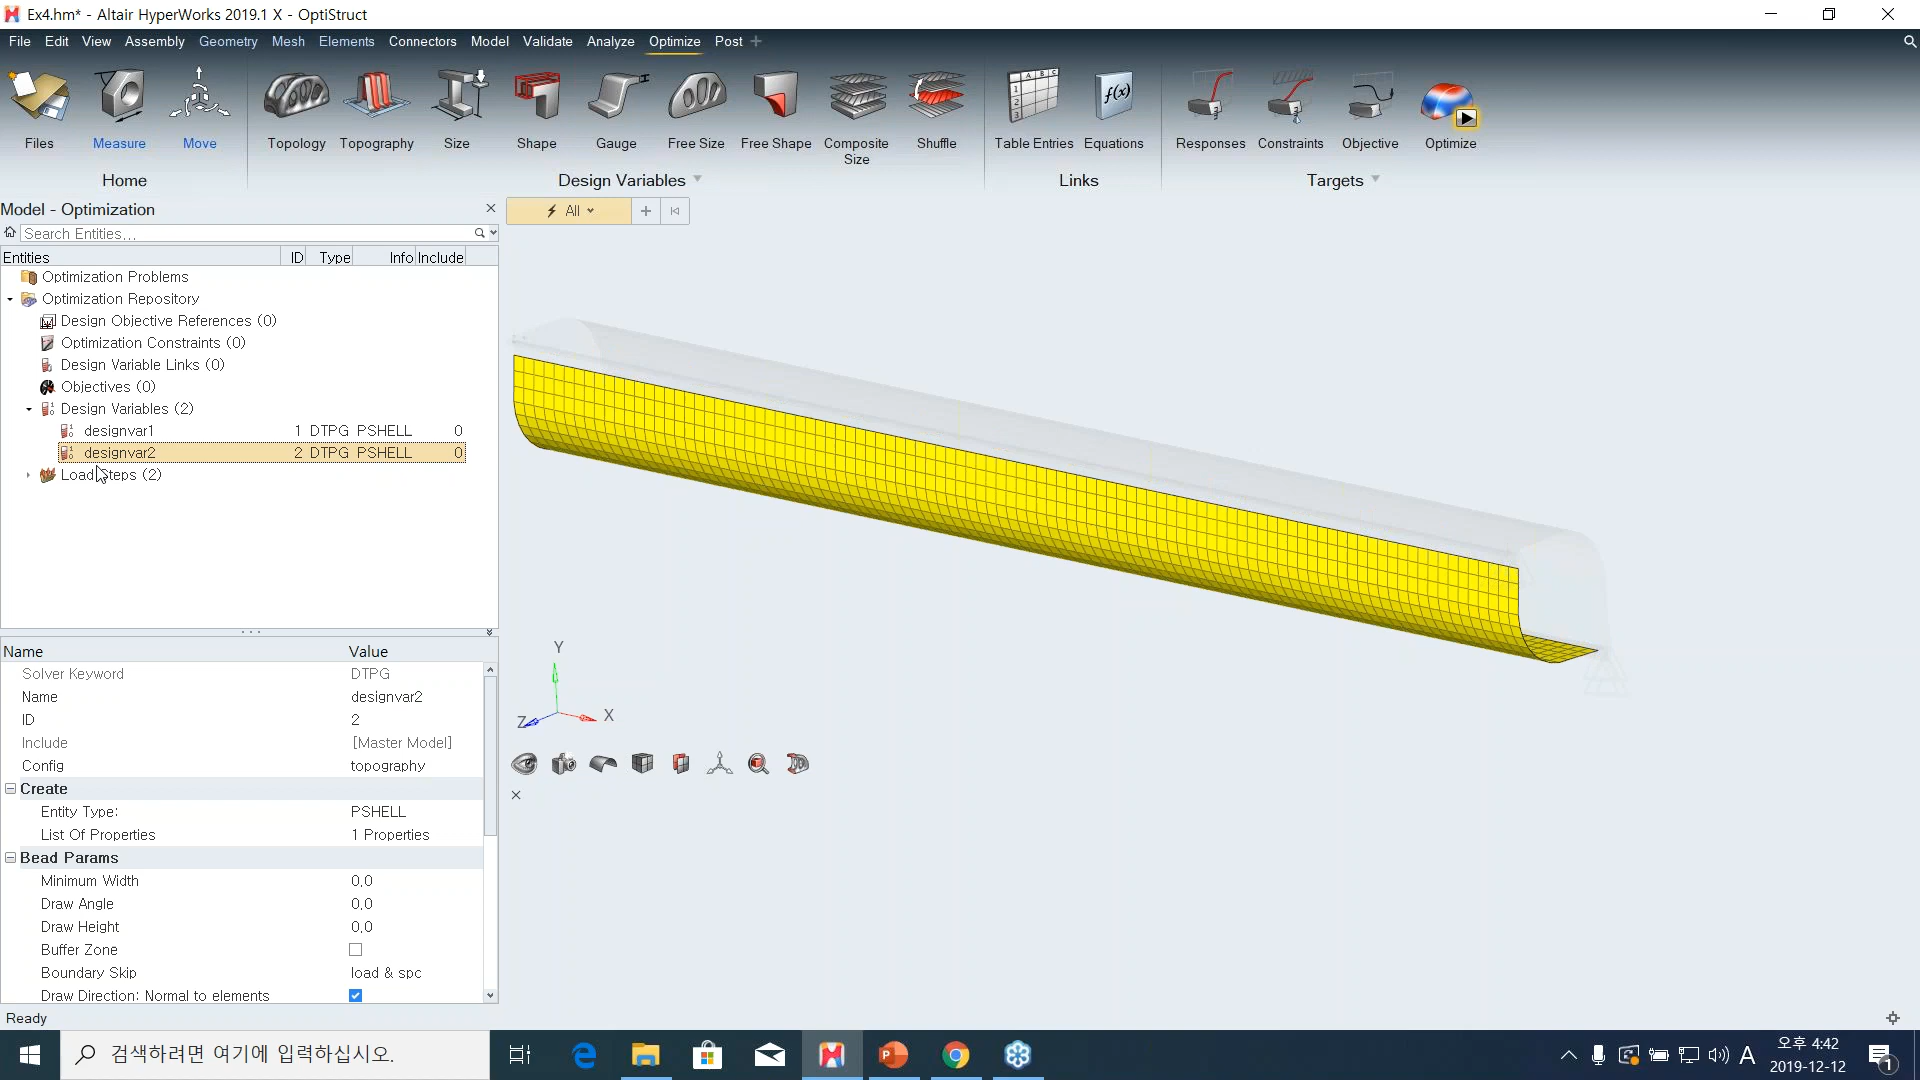 Ex4.hm* - Altair HyperWorks 2019.1 X - OptiStruct
File Edit View Assembly Geometry Mesh Elements Connectors Model Validate Analyze Optimize Post
Files Measure Move Topology Topography Size Shape Gauge Free Size Free Shape Composite Size Shuffle Table Entries Equations Responses Constraints Objective Optimize
Home Design Variables Links Targets
Model - Optimization
All
Search Entities...
Entities ID Type Info Include
Optimization Problems
Optimization Repository
Design Objective References (0)
Optimization Constraints (0)
Design Variable Links (0)
Objectives (0)
Design Variables (2)
designvar1 1 DTPG PSHELL 0
designvar2 2 DTPG PSHELL 0
Load Steps (2)
Name Value
Solver Keyword DTPG
Name designvar2
ID 2
Include [Master Model]
Config topography
Create
Entity Type: PSHELL
List Of Properties 1 Properties
Bead Params
Minimum Width 0,0
Draw Angle 0,0
Draw Height 0,0
Buffer Zone
Boundary Skip load & spc
Draw Direction: Normal to elements
Y
Z X
Ready
검색하려면 여기에 입력하십시오.
A
오후 4:42
2019-12-12
1